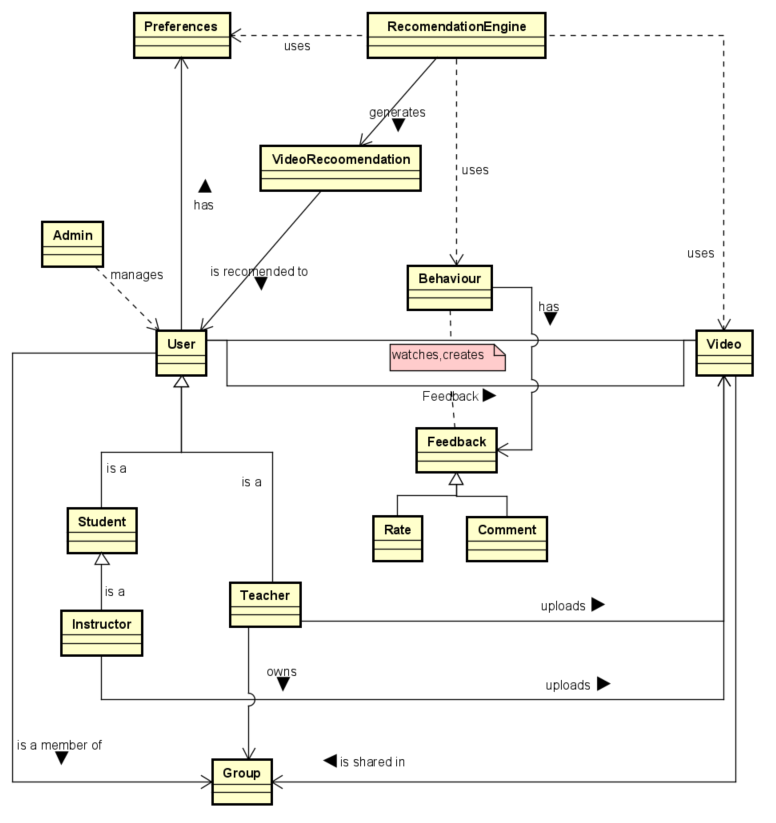 Preferences
RecomendationEngine
uses
generates
VideoRecoomendation
uses
has
Admin
manages
is recomended to
uses
Behaviour
has
User
Video
watches,creates
Feedback
Feedback
is a
is a
Student
Rate
Comment
is a
Teacher
Instructor
uploads
owns
uploads
is a member of
is shared in
Group